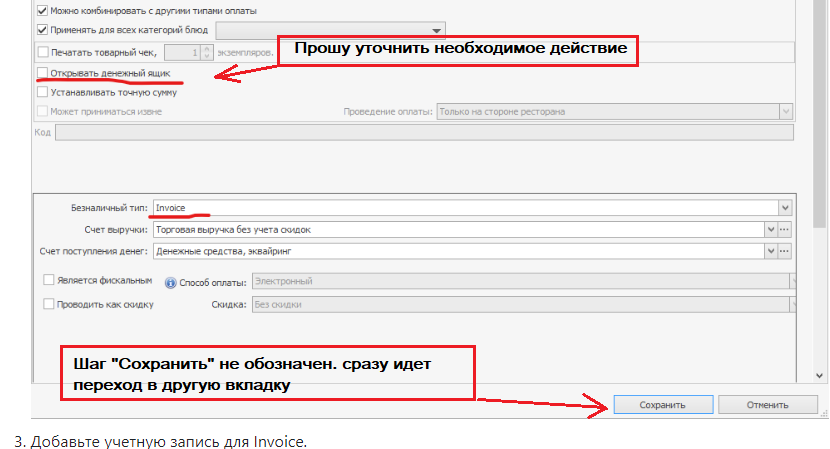 Можно комбинировать с другими типами оплаты
Применять для всех категорий блюд
Печатать товарный чек, 1 экземпляров.
Прошу уточнить необходимое действие
Открывать денежный ящик
Устанавливать точную сумму
Может приниматься извне Проведение оплаты: Только на стороне ресторана
Код
Безналичный тип: Invoice
Счет выручки: Торговая выручка без учета скидок
Счет поступления денег: Денежные средства, эквайринг
Является фискальным Способ оплаты: Электронный
Проводить как скидку Скидка: Без скидки
Шаг "Сохранить" не обозначен. сразу идет
переход в другую вкладку
Сохранить Отменить
3. Добавьте учетную запись для Invoice.